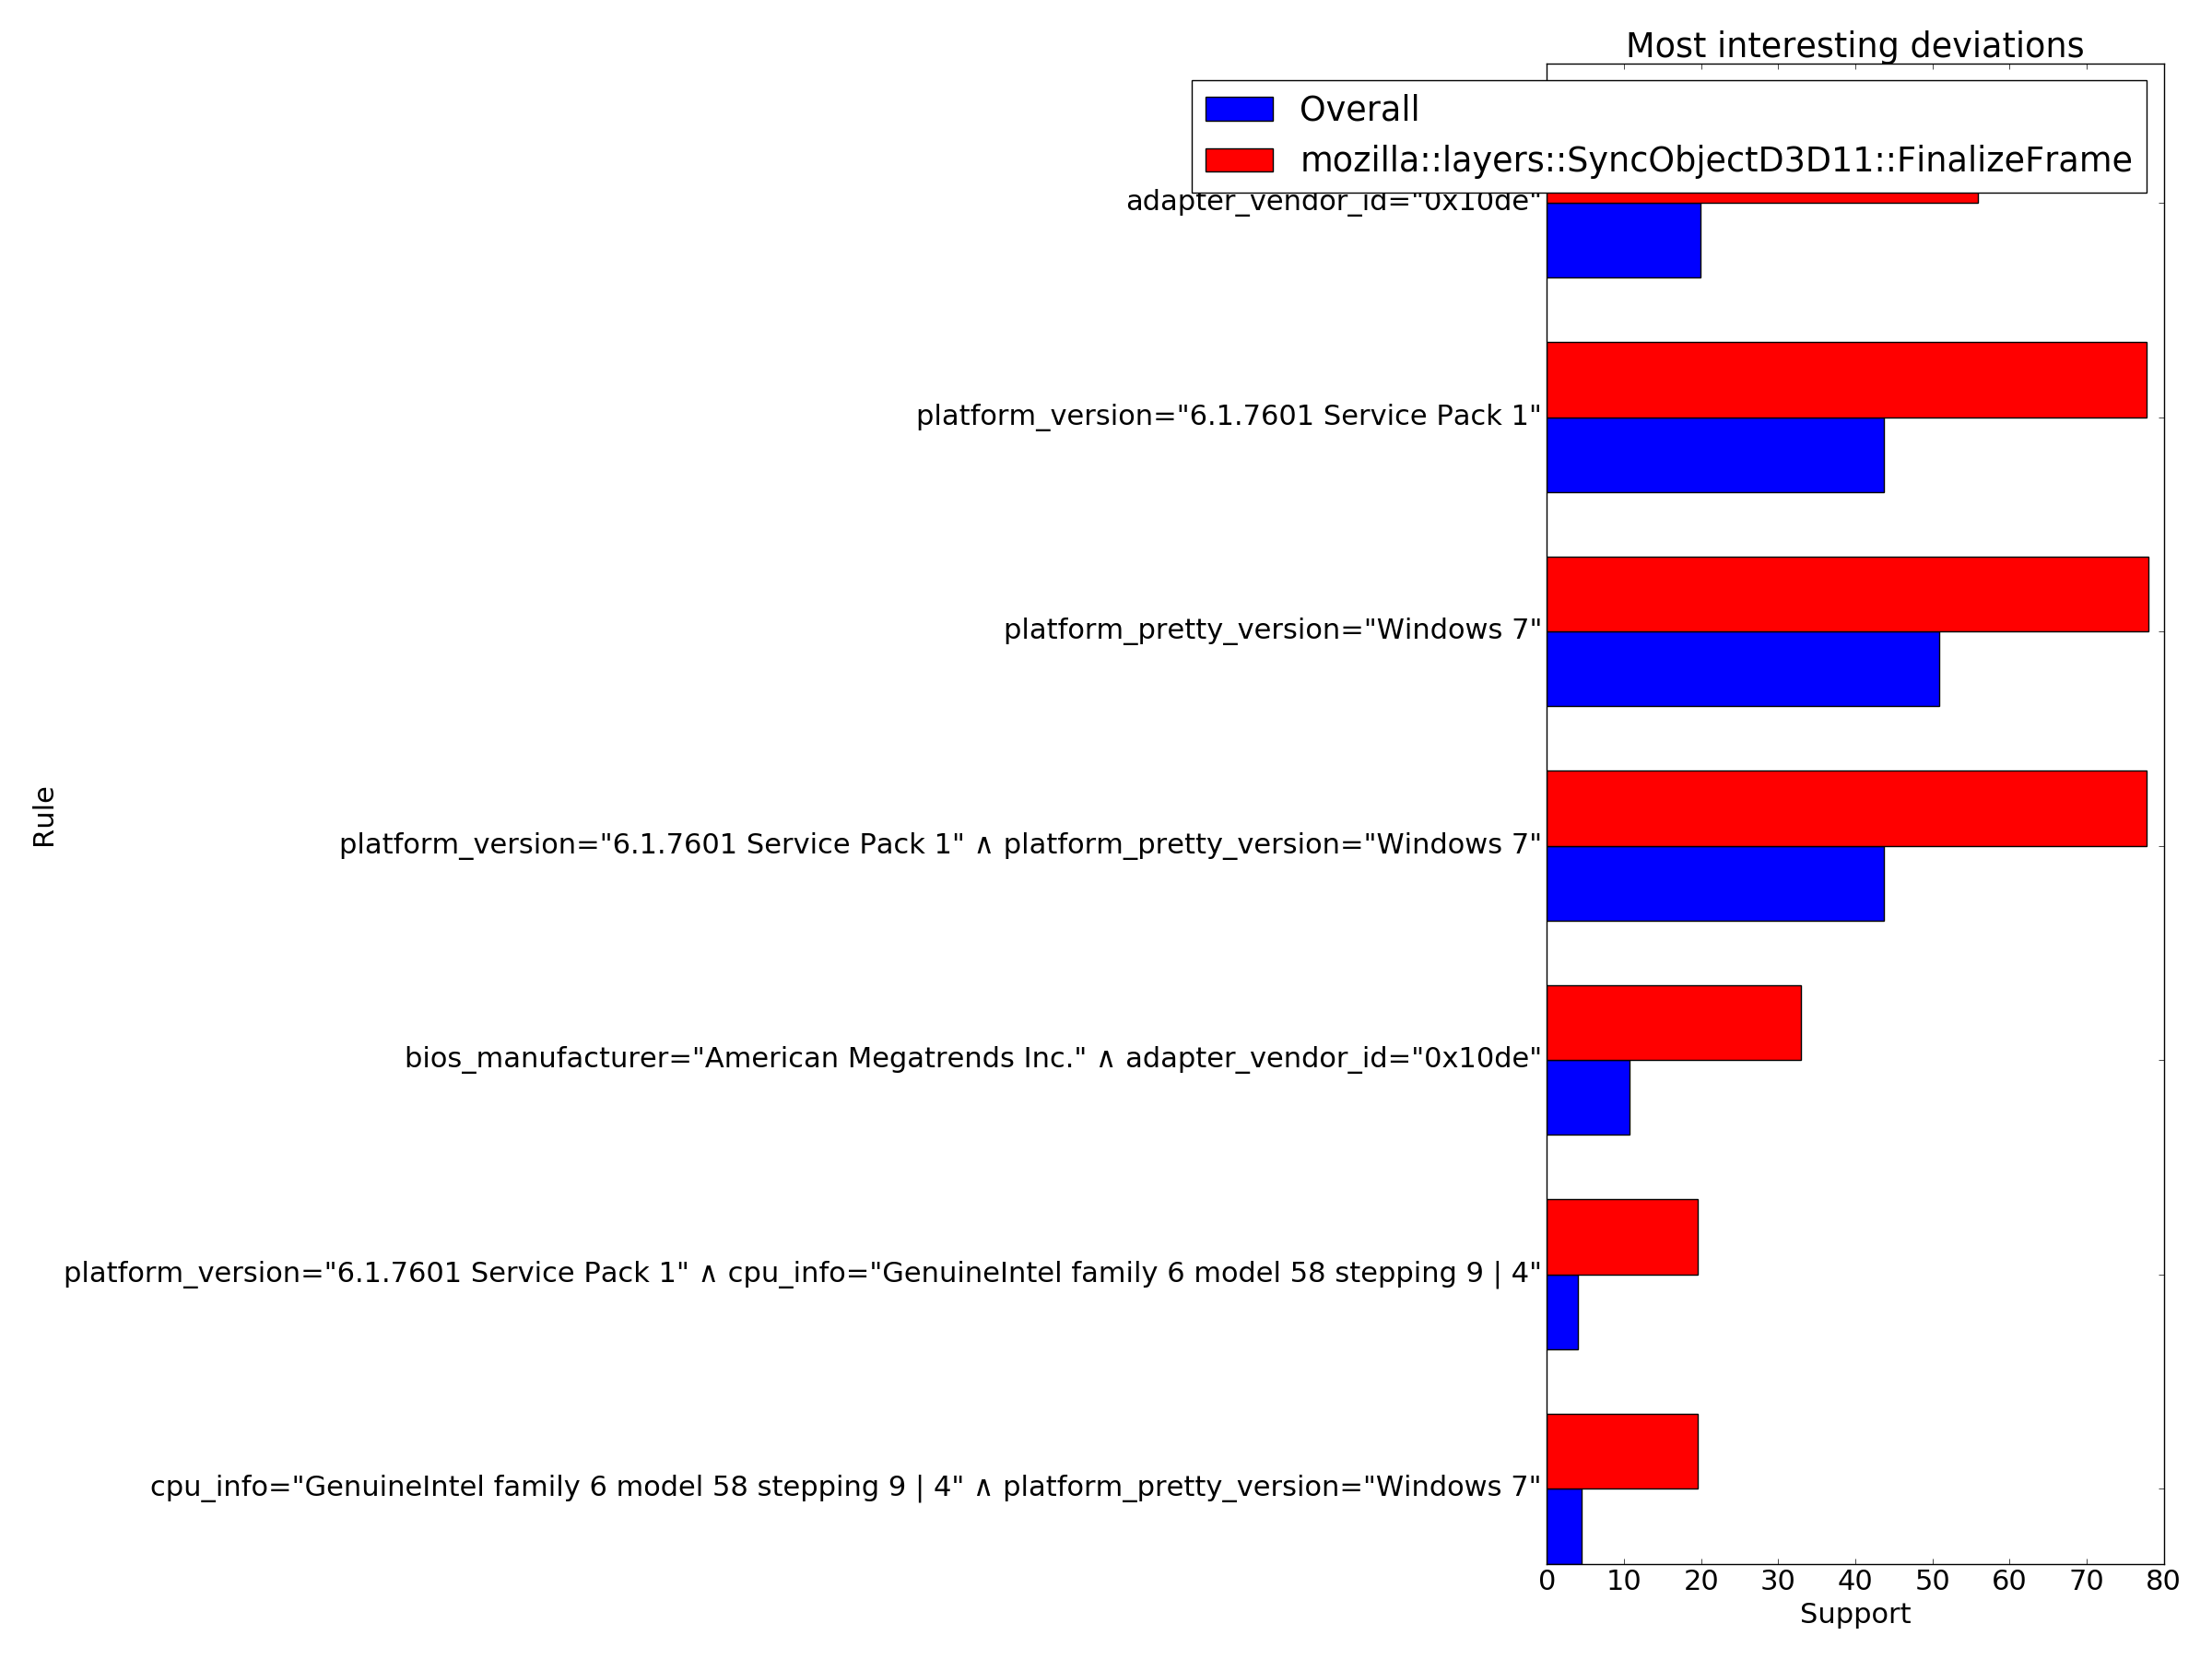 Most interesting deviations
Overall
mozilla::layers::SyncObjectD3D11::FinalizeFrame
adapter_vendor_id="0x10de"
platform_version="6.1.7601 Service Pack 1"
platform_pretty_version="Windows 7"
Rule
platform_version="6.1.7601 Service Pack 1" ∧ platform_pretty_version="Windows 7"
bios_manufacturer="American Megatrends Inc." ∧ adapter_vendor_id="0x10de"
platform_version="6.1.7601 Service Pack 1" ∧ cpu_info="GenuineIntel family 6 model 58 stepping 9 | 4"
cpu_info="GenuineIntel family 6 model 58 stepping 9 | 4" ∧ platform_pretty_version="Windows 7"
0 10 20 30 40 50 60 70 80
Support